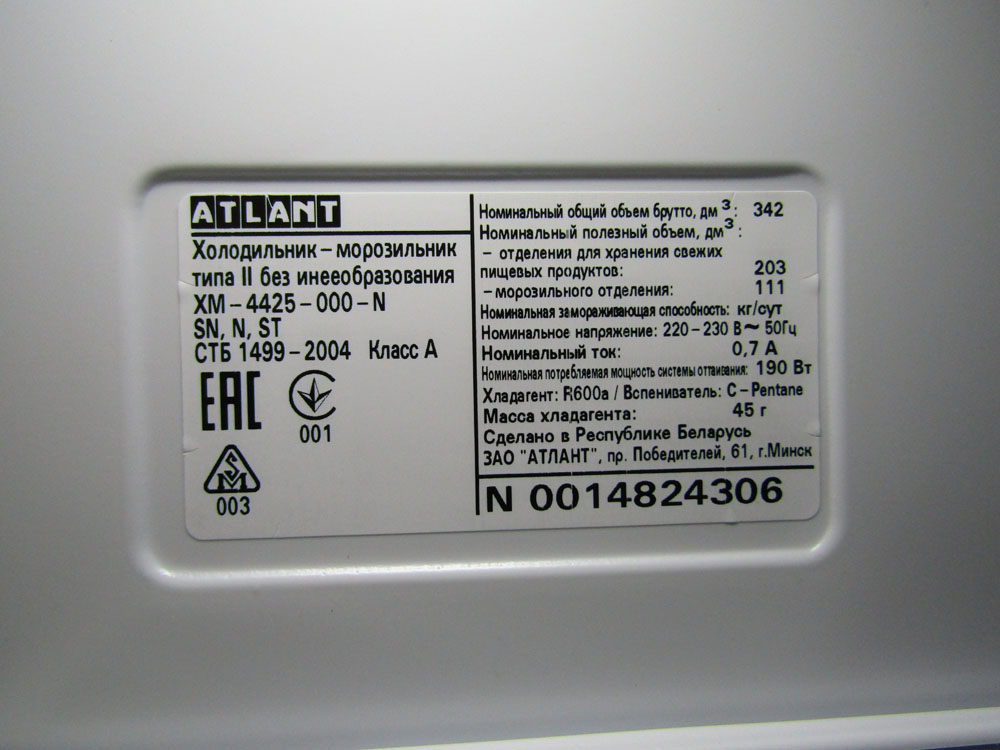 ATLANT
Холодильник – морозильник
типа II без инееобразования
ХМ – 4425 – 000 – N
SN, N, ST
СТБ 1499 – 2004 Класс А
ЕАС
001
003
Номинальный общий объем брутто, дм³: 342
Номинальный полезный объем, дм³:
– отделения для хранения свежих
пищевых продуктов: 203
– морозильного отделения: 111
Номинальная замораживающая способность: кг/сут
Номинальное напряжение: 220 – 230 В~ 50Гц
Номинальный ток: 0,7 А
Номинальная потребляемая мощность системы оттаивания: 190 Вт
Хладагент: R600a / Вспениватель: C – Pentane
Масса хладагента: 45 г
Сделано в Республике Беларусь
ЗАО "АТЛАНТ", пр. Победителей, 61, г.Минск
N 0014824306